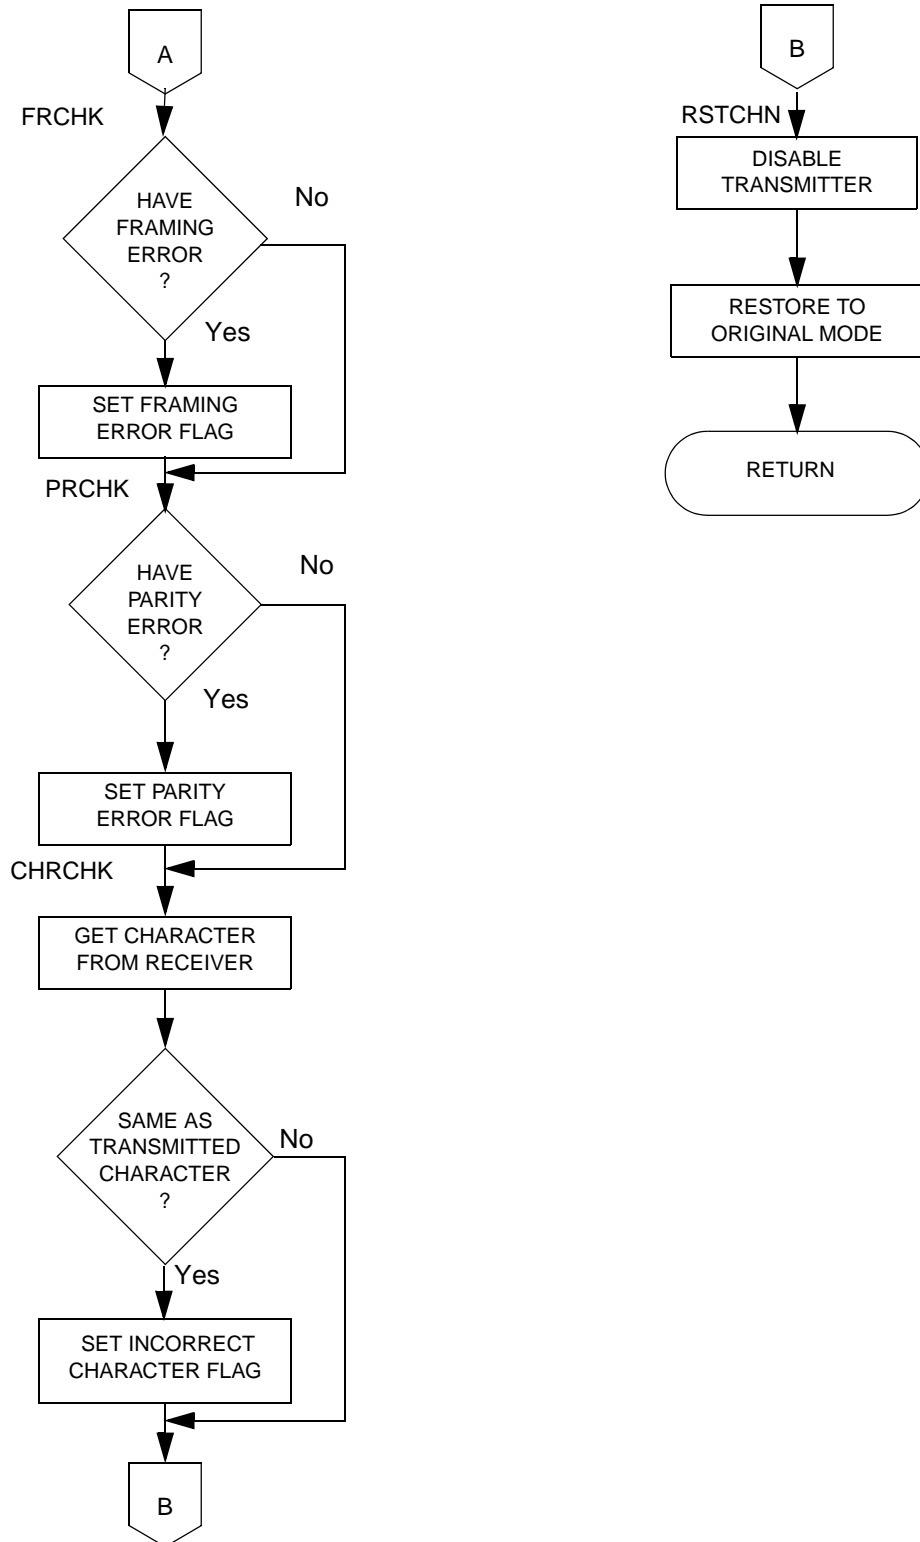 A
FRCHK
HAVE
FRAMING
ERROR
?
No
Yes
SET FRAMING
ERROR FLAG
PRCHK
HAVE
PARITY
ERROR
?
No
Yes
SET PARITY
ERROR FLAG
CHRCHK
GET CHARACTER
FROM RECEIVER
SAME AS
TRANSMITTED
CHARACTER
?
No
Yes
SET INCORRECT
CHARACTER FLAG
B
B
RSTCHN
DISABLE
TRANSMITTER
RESTORE TO
ORIGINAL MODE
RETURN